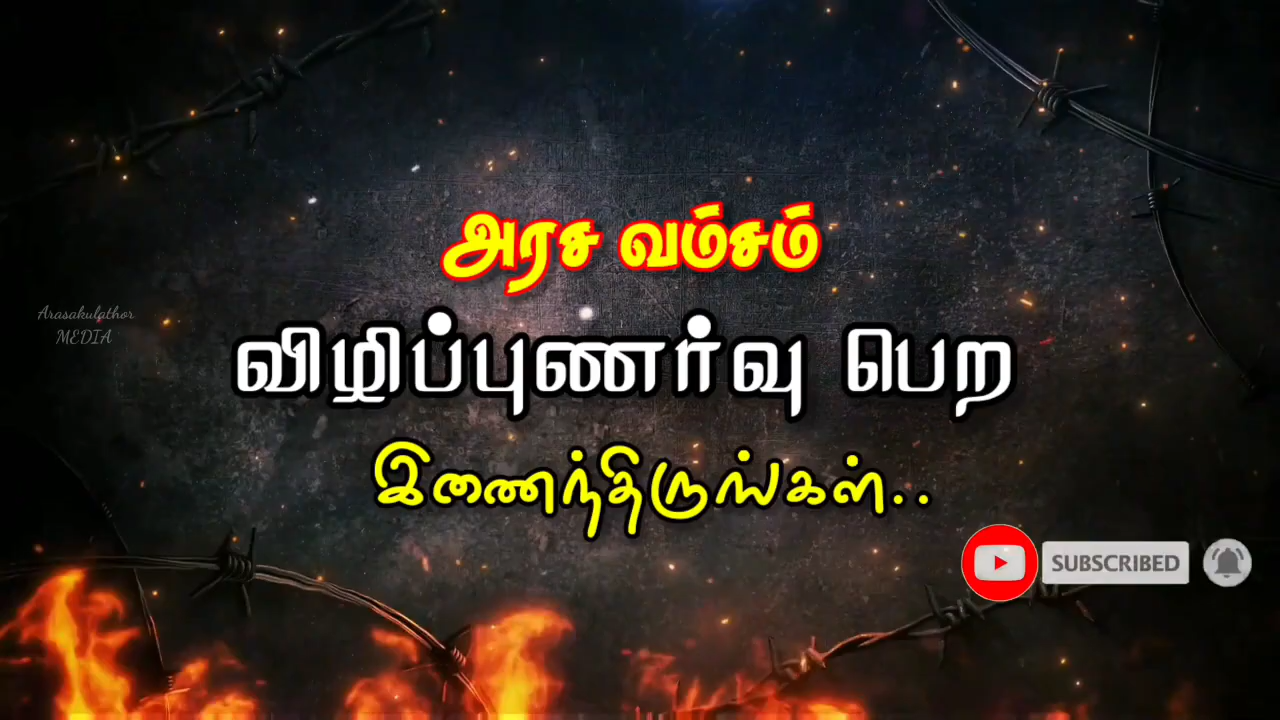 அரச வம்சம்
Arasakulathor
MEDIA
விழிப்புணர்வு பெற
இணைந்திருங்கள்..
SUBSCRIBED